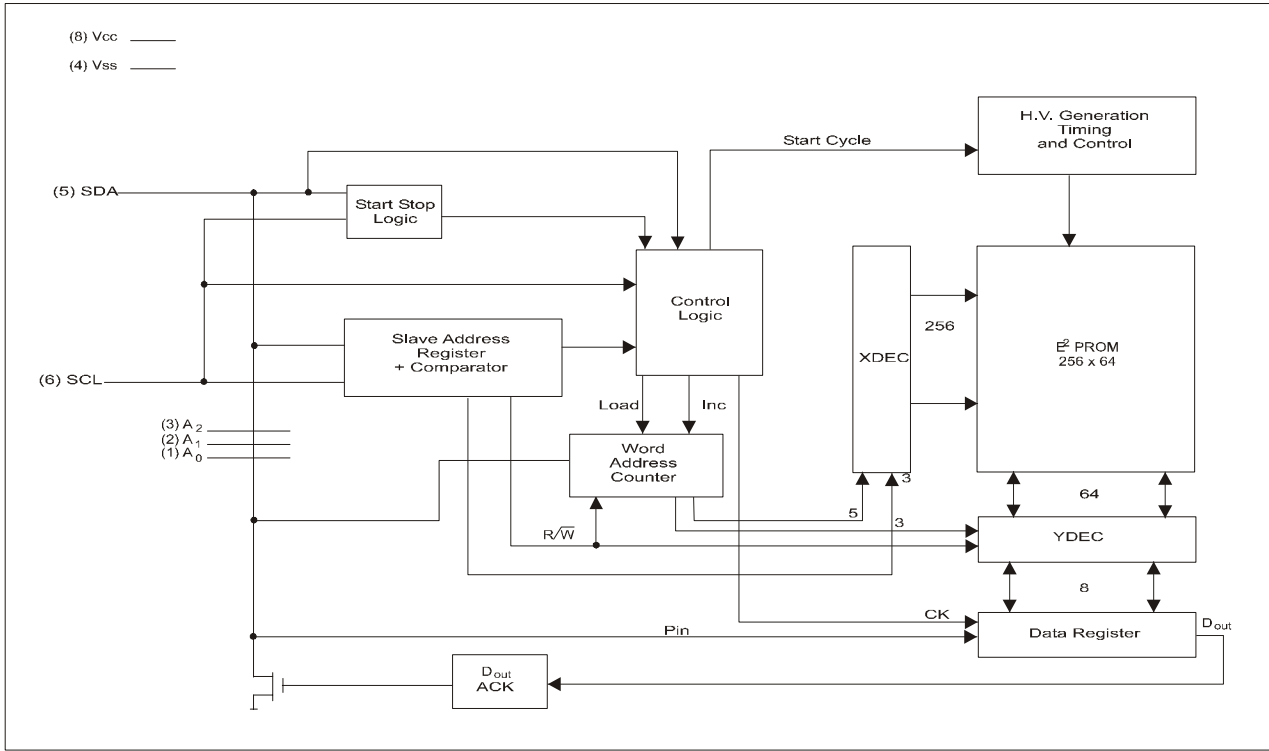 (8) Vcc
(4) Vss
H.V. Generation
Timing
and Control
Start Cycle
(5) SDA
Start Stop
Logic
Control
Logic
XDEC
256
E² PROM
256 x 64
Slave Address
Register
+ Comparator
(6) SCL
Load
Inc
(3) A₂
(2) A₁
(1) A₀
Word
Address
Counter
3
64
5
3
R/W̅
YDEC
8
CK
Pin
Data Register
Dout
Dout
ACK